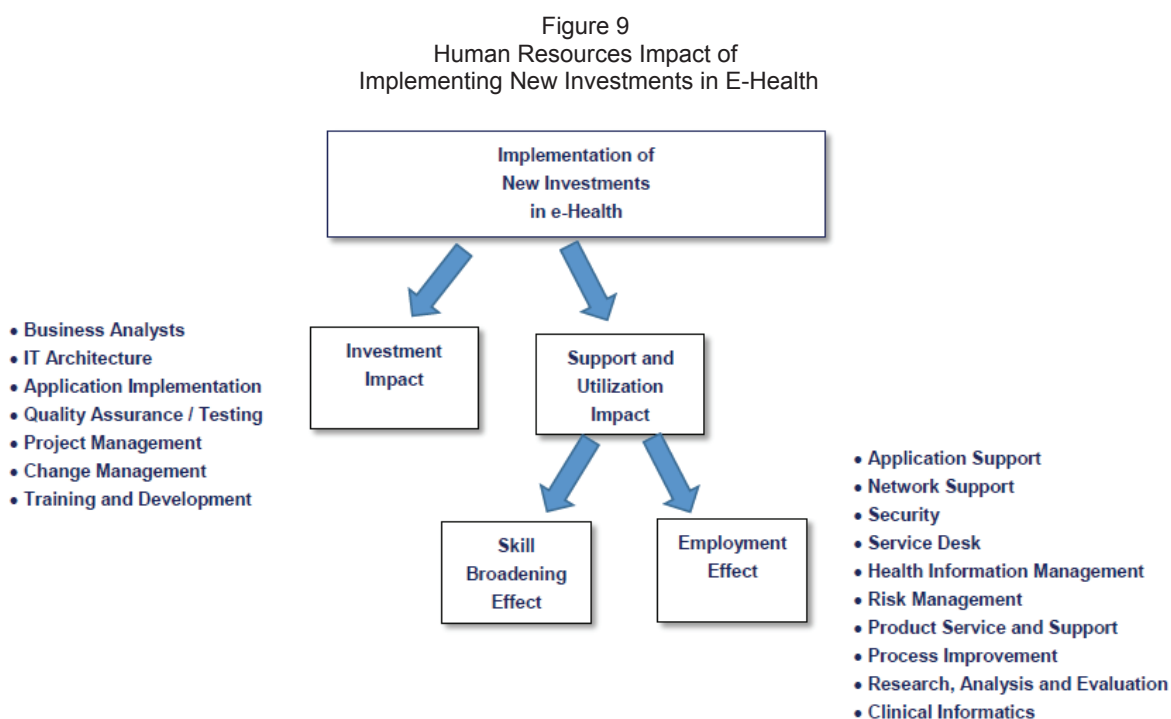 Figure 9
Human Resources Impact of
Implementing New Investments in E-Health
Implementation of
New Investments
in e-Health
• Business Analysts
• IT Architecture
• Application Implementation
• Quality Assurance / Testing
• Project Management
• Change Management
• Training and Development
Investment
Impact
Support and
Utilization
Impact
Skill
Broadening
Effect
Employment
Effect
• Application Support
• Network Support
• Security
• Service Desk
• Health Information Management
• Risk Management
• Product Service and Support
• Process Improvement
• Research, Analysis and Evaluation
• Clinical Informatics